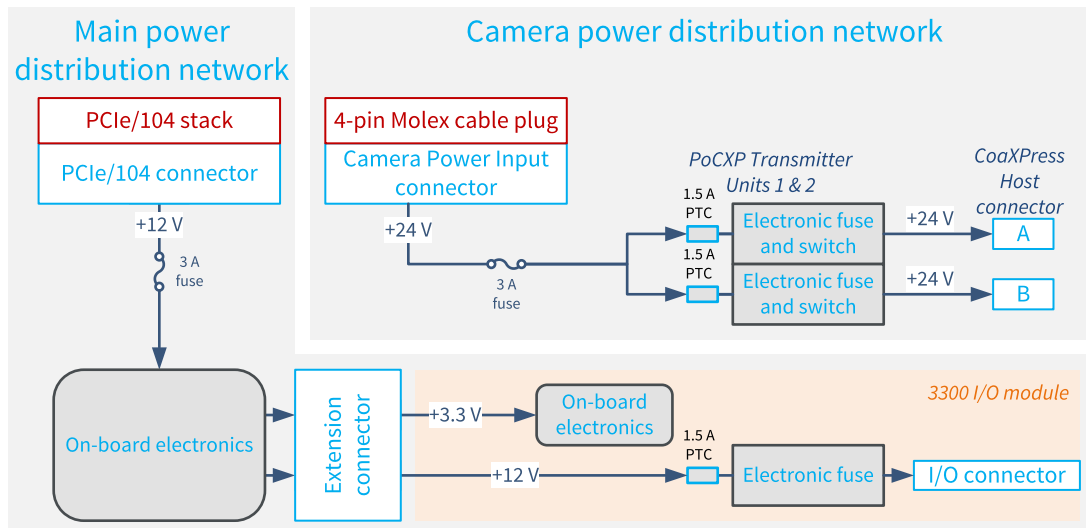 Main power
distribution network
PCIe/104 stack
PCIe/104 connector
+12 V
3 A
fuse
Camera power distribution network
4-pin Molex cable plug
Camera Power Input
connector
+24 V
3 A
fuse
PoCXP Transmitter
Units 1 & 2
1.5 A
PTC
Electronic fuse
and switch
+24 V
1.5 A
PTC
Electronic fuse
and switch
+24 V
CoaXPress
Host
connector
A
B
On-board electronics
Extension
connector
3300 I/O module
+3.3 V
On-board
electronics
+12 V
1.5 A
PTC
Electronic fuse
I/O connector